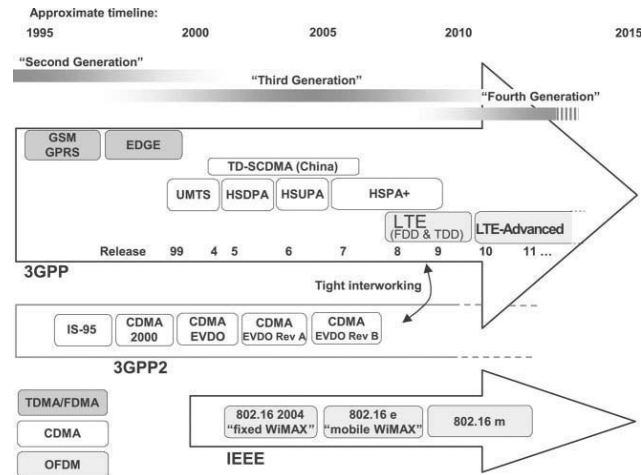 Approximate timeline:
1995 2000 2005 2010 2015
“Second Generation”
“Third Generation”
“Fourth Generation”
GSM
GPRS
EDGE
TD-SCDMA (China)
UMTS HSDPA HSUPA HSPA+
LTE
(FDD & TDD)
LTE-Advanced
Release 99 4 5 6 7 8 9 10 11 ...
3GPP
Tight interworking
IS-95
CDMA
2000
CDMA
EVDO
CDMA
EVDO Rev A
CDMA
EVDO Rev B
3GPP2
TDMA/FDMA
CDMA
OFDM
802.16 2004
“fixed WiMAX”
802.16 e
“mobile WiMAX”
802.16 m
IEEE